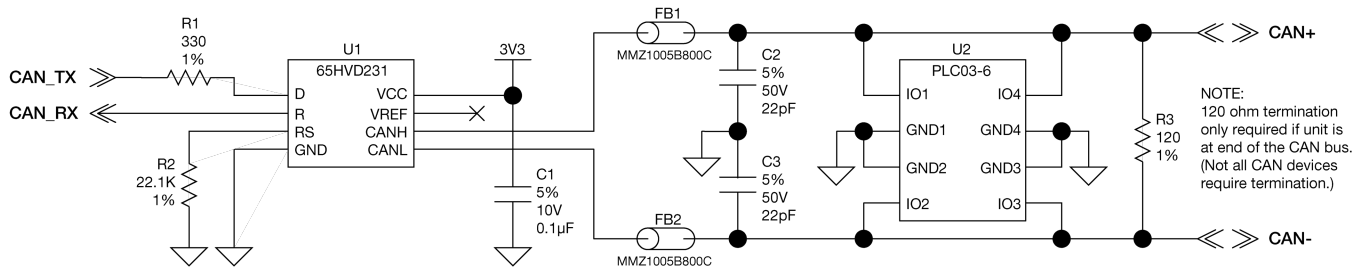 R1
330
1%
CAN_TX
CAN_RX
U1
65HVD231
D
R
RS
GND
VCC
VREF
CANH
CANL
R2
22.1K
1%
3V3
C1
5%
10V
0.1µF
FB1
MMZ1005B800C
FB2
MMZ1005B800C
C2
5%
50V
22pF
C3
5%
50V
22pF
U2
PLC03-6
IO1
GND1
GND2
IO2
IO4
GND4
GND3
IO3
R3
120
1%
CAN+
CAN-
NOTE:
120 ohm termination
only required if unit is
at end of the CAN bus.
(Not all CAN devices
require termination.)